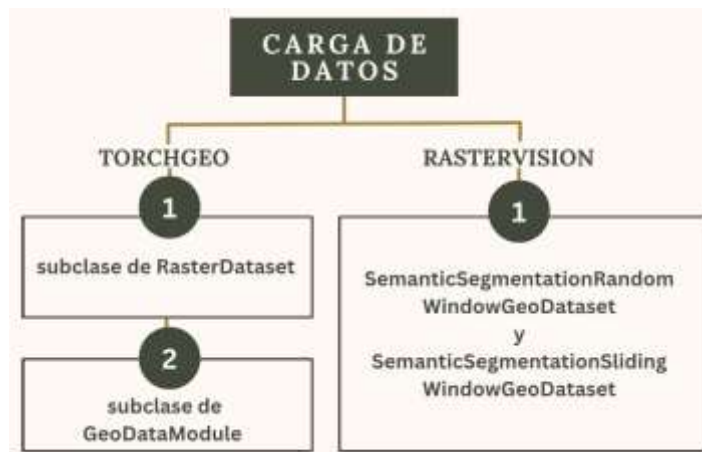 CARGA DE
DATOS
TORCHGEO
1
subclase de RasterDataset
2
subclase de
GeoDataModule
RASTERVISION
1
SemanticSegmentationRandom
WindowGeoDataset
y
SemanticSegmentationSliding
WindowGeoDataset